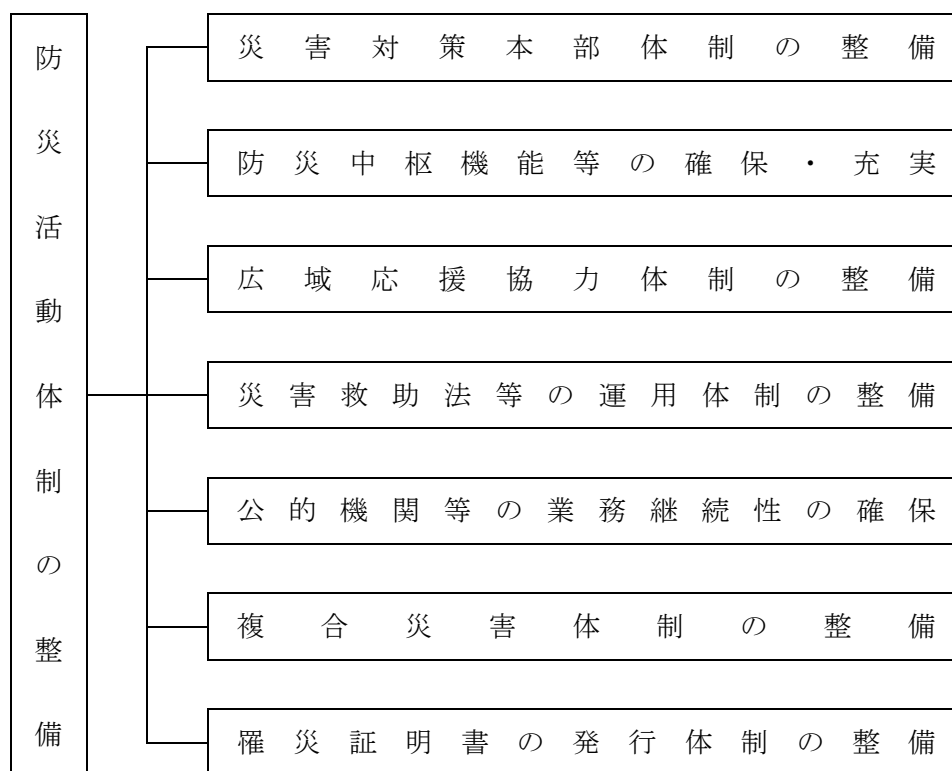 防災活動体制の整備
災害対策本部体制の整備
防災中枢機能等の確保・充実
広域応援協力体制の整備
災害救助法等の運用体制の整備
公的機関等の業務継続性の確保
複合災害体制の整備
罹災証明書の発行体制の整備